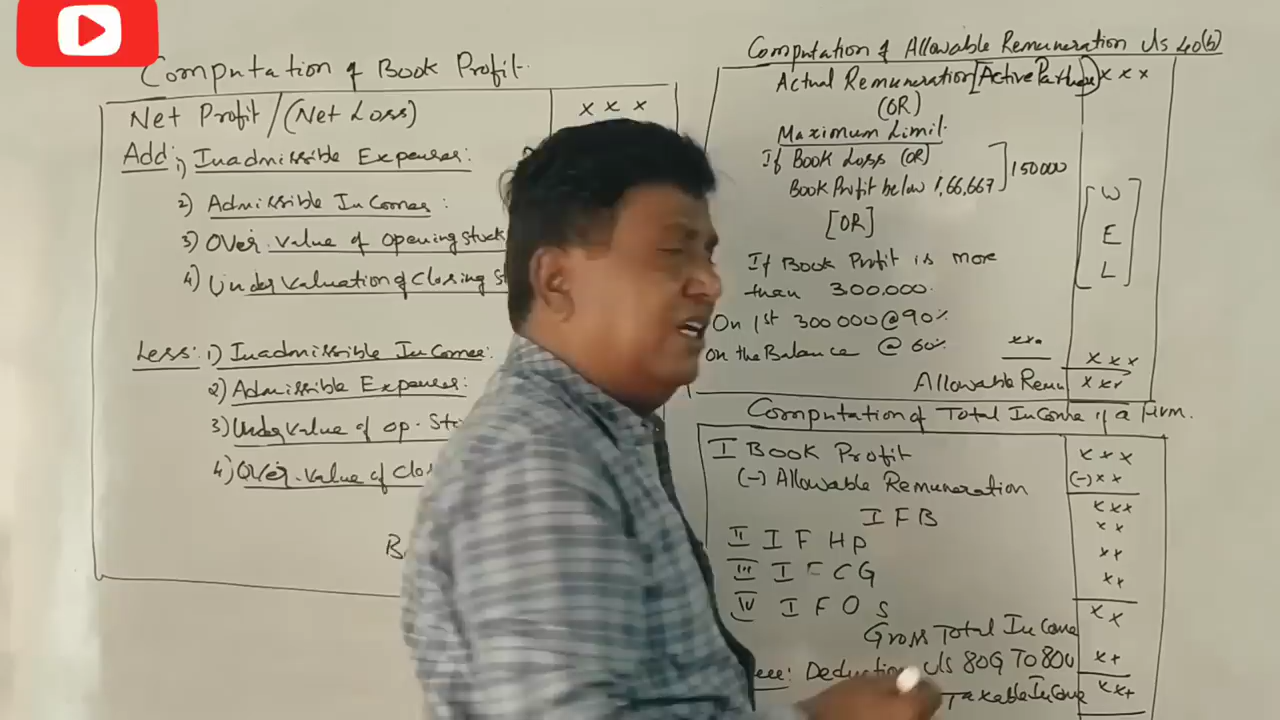 Computation of Book Profit.
Net Profit/(Net Loss) x x x
Add: 1) Inadmissible Expenses:
2) Admissible Incomes:
3) Over.value of opening stock
4) Undervaluation of Closing S
Less: 1) Inadmissible Incomes:
2) Admissible Expenses:
3) Undervalue of op. Sto
4) Over.value of Clo
B
Computation of Allowable Remuneration U/s 40(b)
Actual Remuneration [Active Partner) x x x
(OR)
Maximum Limit.
If Book Loss (OR)
Book Profit below 1,66,667 ] 150000
[OR]
W
E
L
If Book Profit is more
than 300,000.
On 1st 300000 @ 90%
on the Balance @ 60% xxx x x x
Allowable Remu x x x
Computation of Total Income of a firm.
I Book Profit x x x
(-) Allowable Remuneration (-) x x
I F B x x x
II I F H P x x
III I F C G x x
IV I F O S x x
Gross Total Income x x
Deduction U/s 80G To 80U x x
Taxable Income x x x